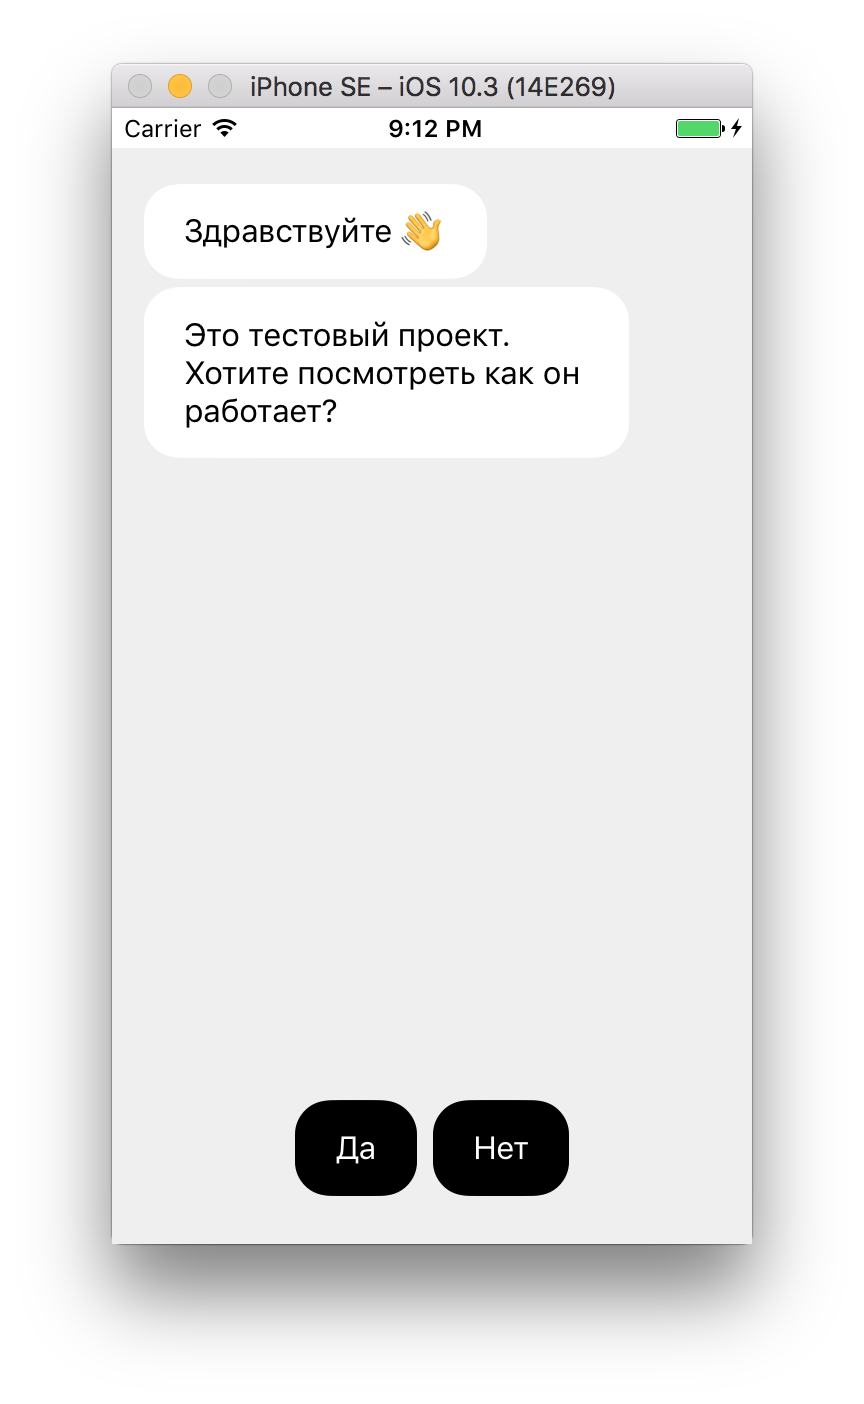 iPhone SE – iOS 10.3 (14E269)
Carrier 9:12 PM
Здравствуйте 👋
Это тестовый проект.
Хотите посмотреть как он
работает?
Да Нет